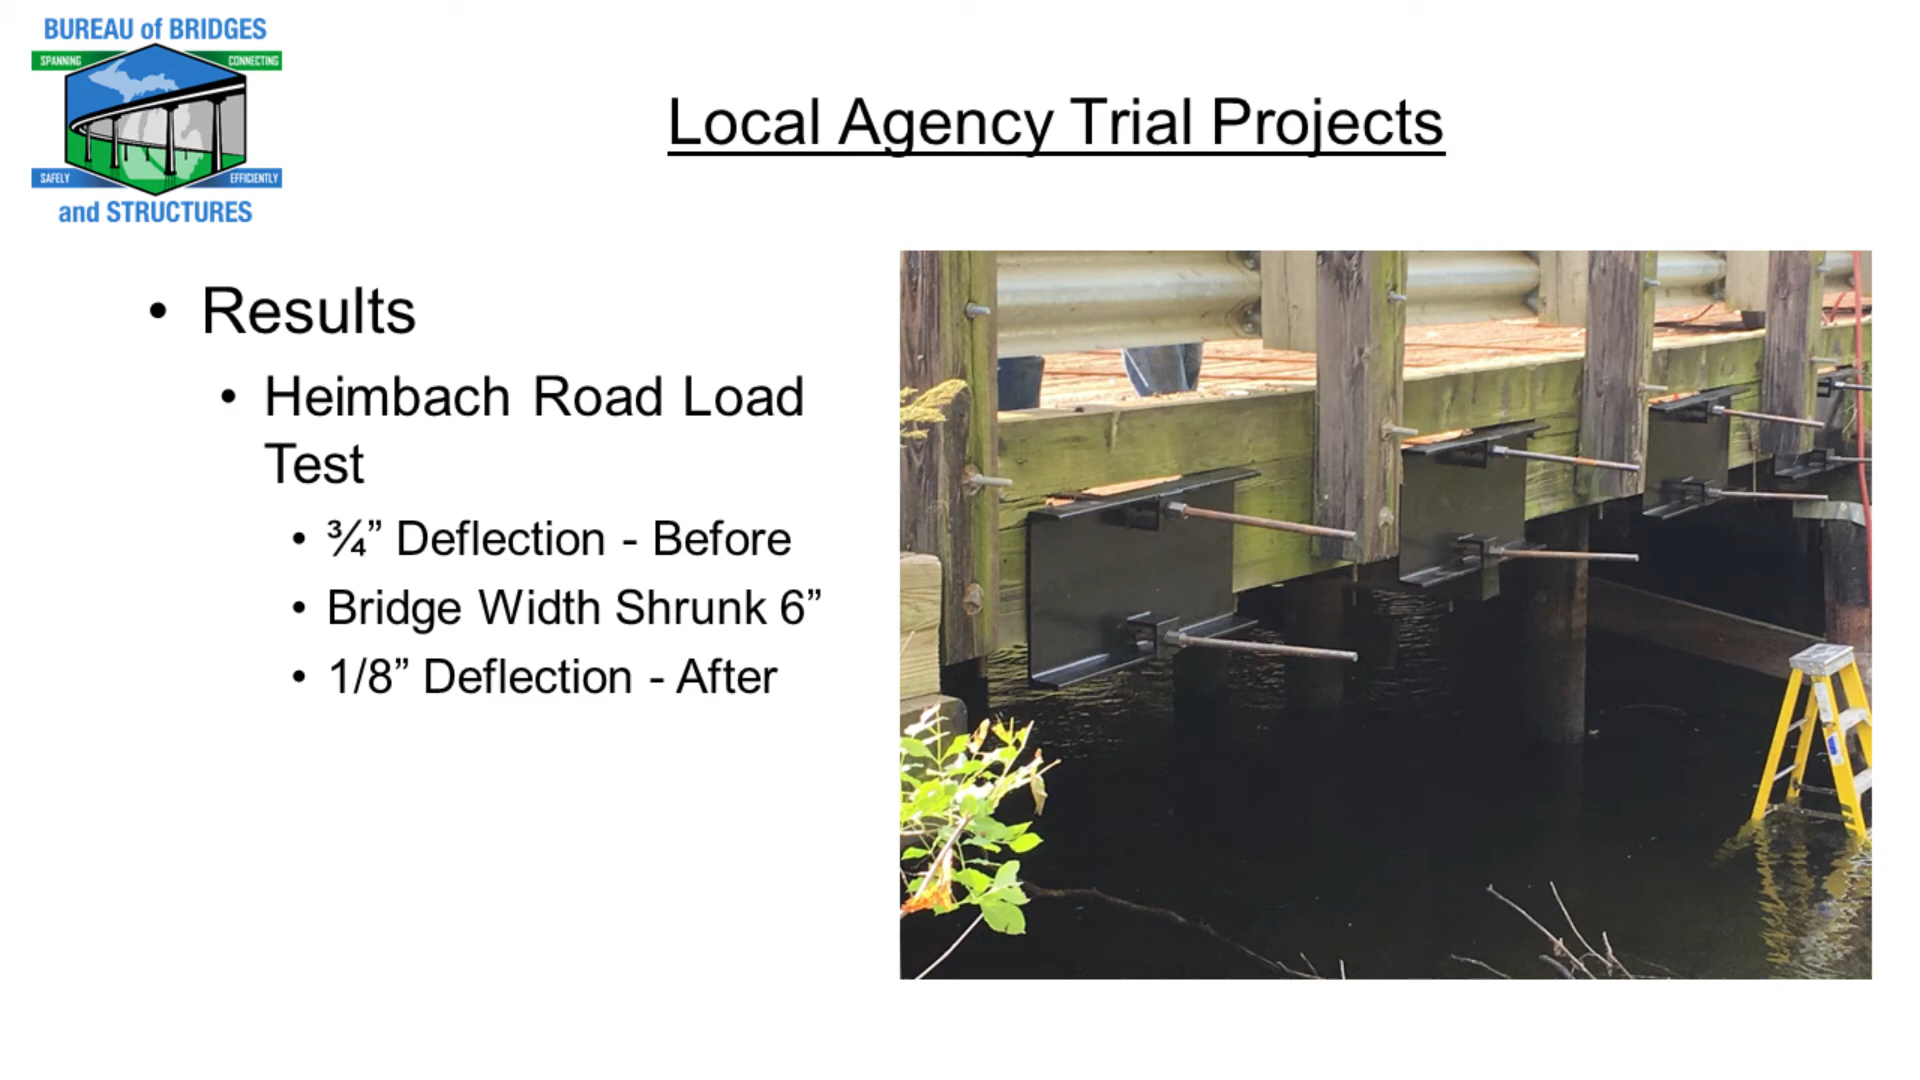 BUREAU of BRIDGES
SPANNING
CONNECTING
SAFELY
EFFICIENTLY
and STRUCTURES
Local Agency Trial Projects
• Results
• Heimbach Road Load
Test
• ¾” Deflection - Before
• Bridge Width Shrunk 6”
• 1/8” Deflection - After